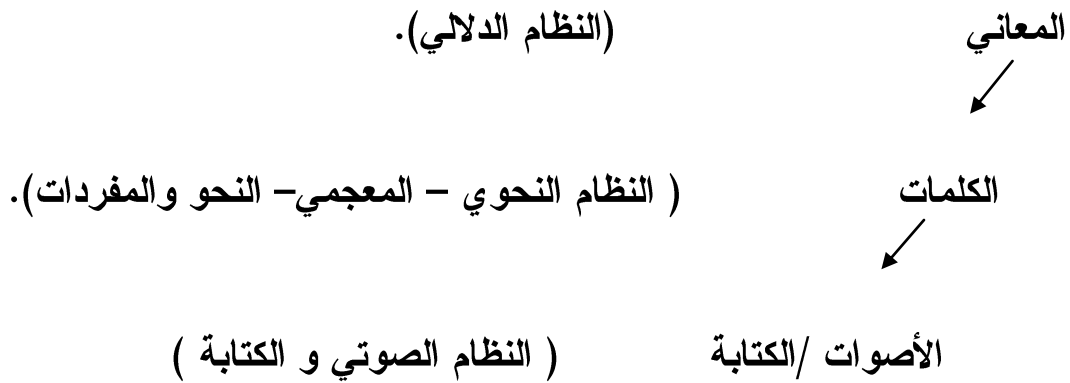 المعاني (النظام الدلالي).
الكلمات ( النظام النحوي – المعجمي– النحو والمفردات).
الأصوات /الكتابة ( النظام الصوتي و الكتابة )